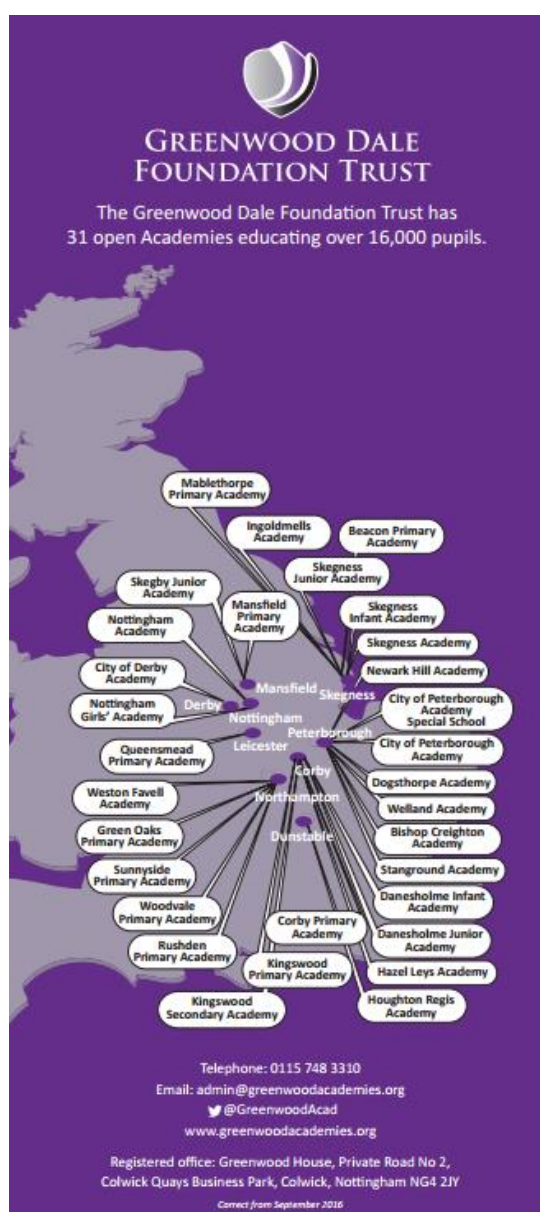 GREENWOOD DALE
FOUNDATION TRUST
The Greenwood Dale Foundation Trust has
31 open Academies educating over 16,000 pupils.
Mablethorpe
Primary Academy
Ingoldmells
Academy
Beacon Primary
Academy
Skegness
Junior Academy
Skegby Junior
Academy
Mansfield
Primary
Academy
Skegness
Infant Academy
Nottingham
Academy
Skegness Academy
City of Derby
Academy
Newark Hill Academy
Mansfield
Skegness
Nottingham
Girls' Academy
Derby
City of Peterborough
Academy
Special School
Nottingham
Peterborough
Queensmead
Primary Academy
Leicester
City of Peterborough
Academy
Corby
Dogsthorpe Academy
Weston Favell
Academy
Northampton
Welland Academy
Green Oaks
Primary Academy
Dunstable
Bishop Creighton
Academy
Sunnyside
Primary Academy
Stanground Academy
Woodvale
Primary Academy
Danesholme Infant
Academy
Corby Primary
Academy
Rushden
Primary Academy
Danesholme Junior
Academy
Kingswood
Primary Academy
Hazel Leys Academy
Kingswood
Secondary Academy
Houghton Regis
Academy
Telephone: 0115 748 3310
Email: admin@greenwoodacademies.org
@GreenwoodAcad
www.greenwoodacademies.org
Registered office: Greenwood House, Private Road No 2,
Colwick Quays Business Park, Colwick, Nottingham NG4 2JY
Correct from September 2016